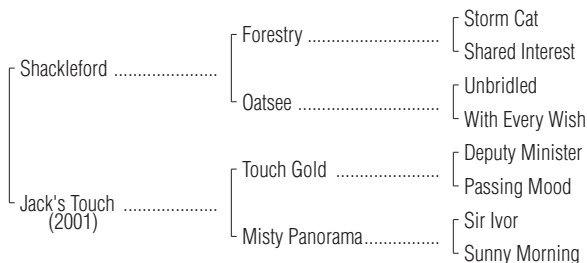 Storm Cat
Forestry ....................
Shared Interest
Shackleford ....................
Unbridled
Oatsee ....................
With Every Wish
Deputy Minister
Touch Gold ....................
Passing Mood
Jack's Touch ....................
(2001)
Sir Ivor
Misty Panorama ....................
Sunny Morning